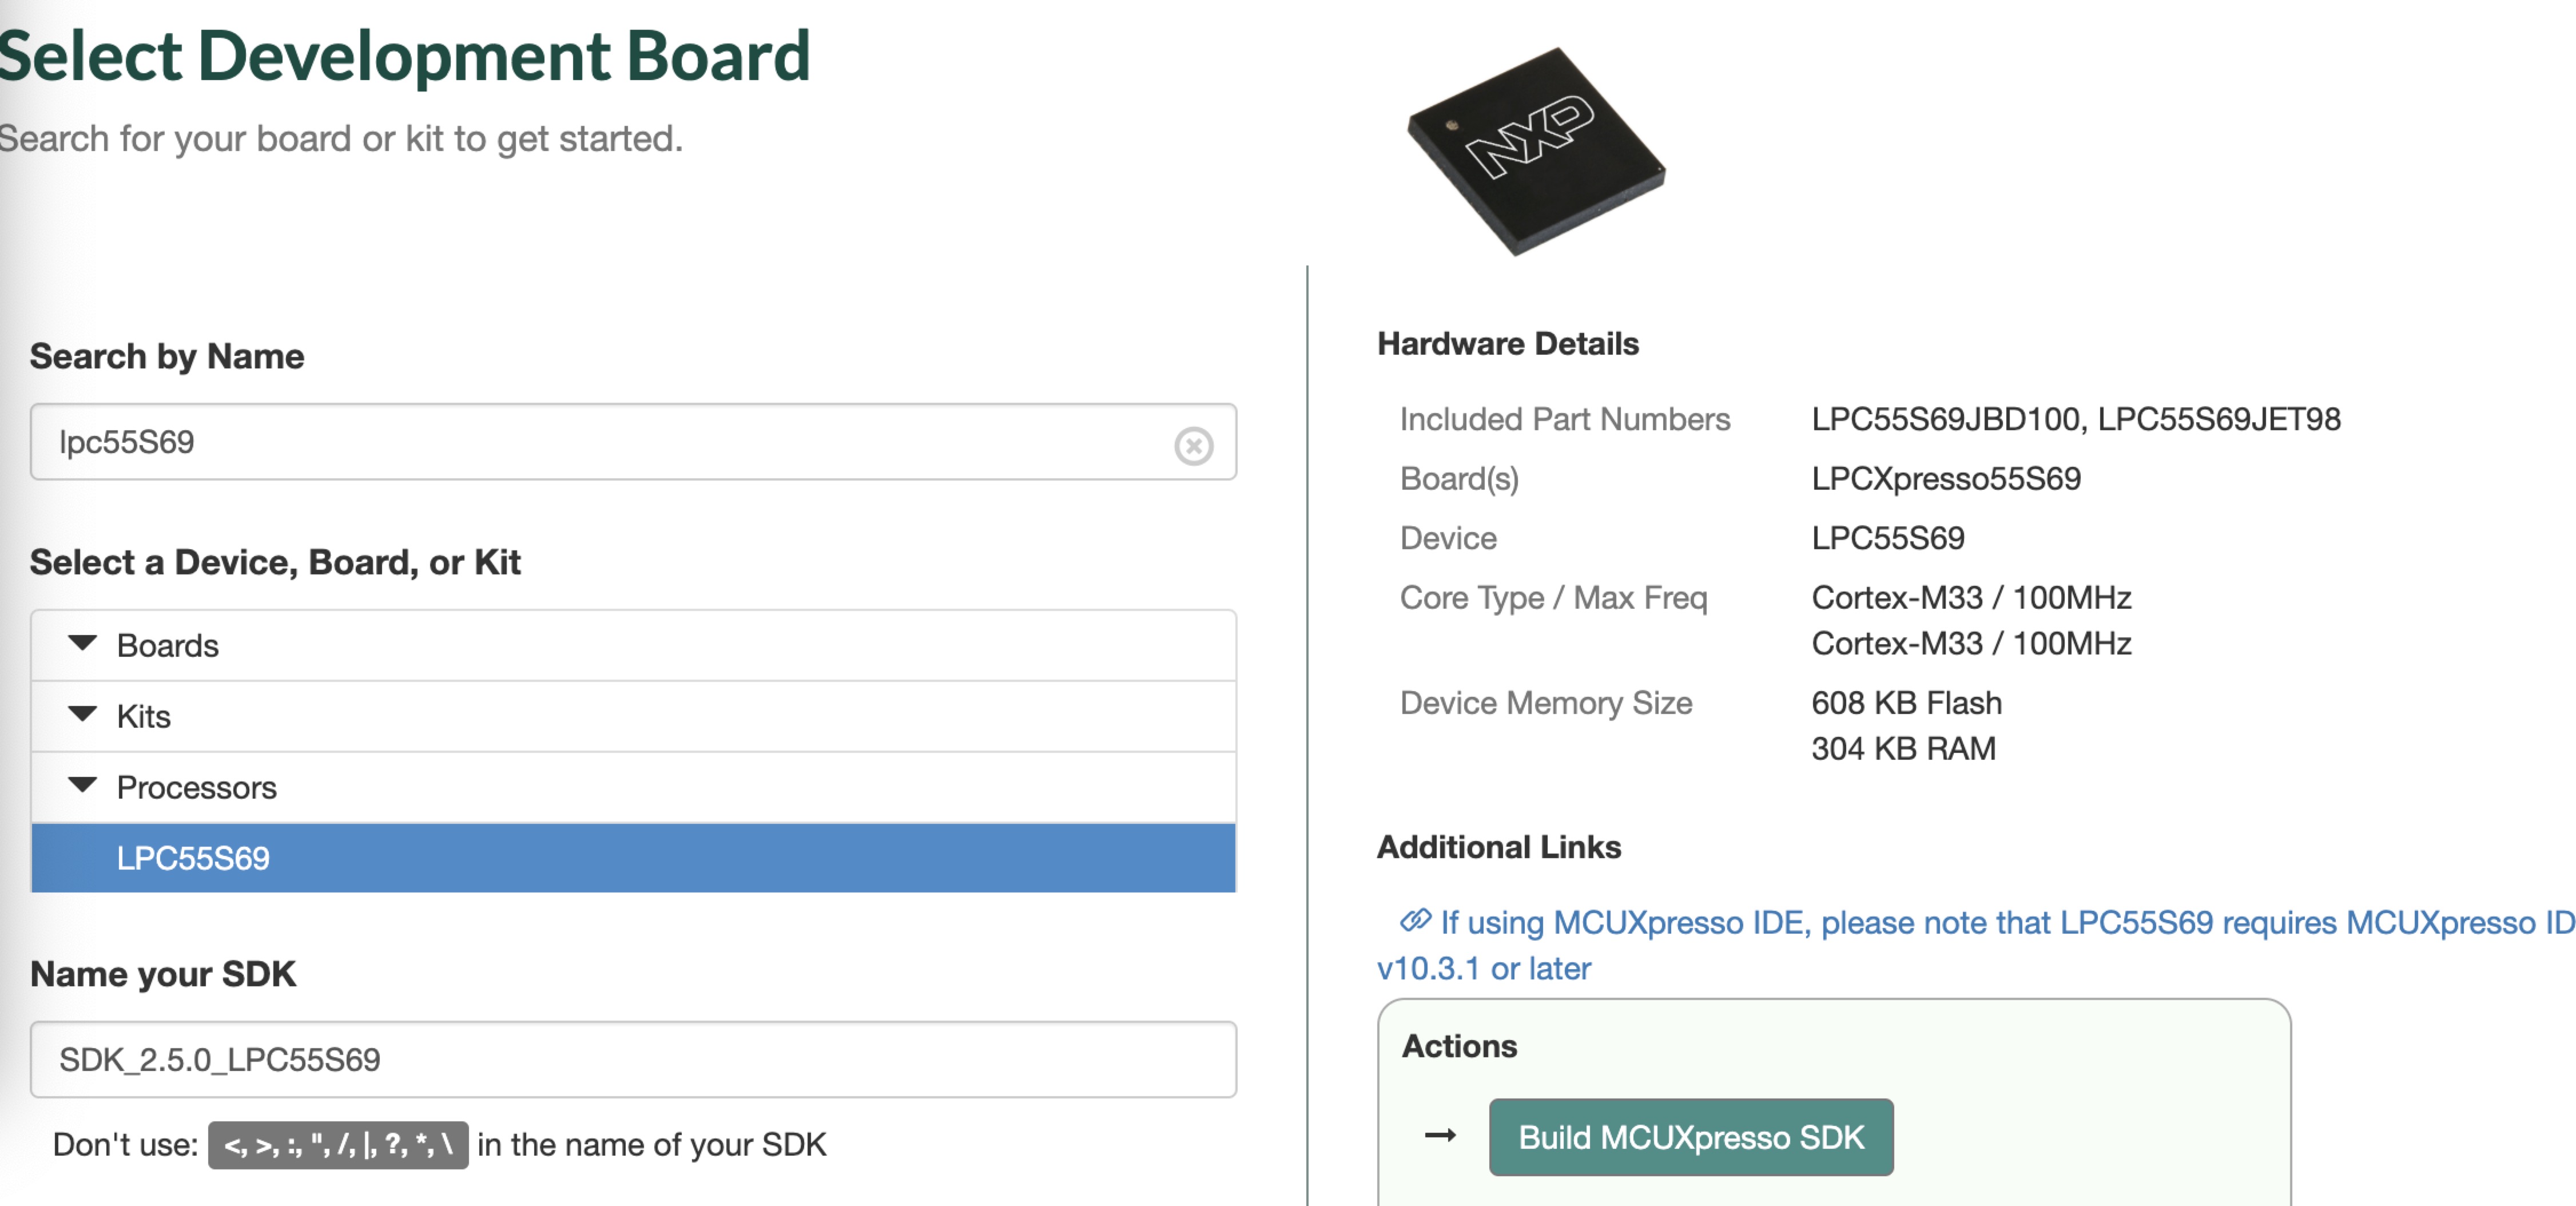 Select Development Board
Search for your board or kit to get started.
Search by Name
lpc55S69
Select a Device, Board, or Kit
Boards
Kits
Processors
LPC55S69
Name your SDK
SDK_2.5.0_LPC55S69
Don't use: <, >, :, ", /, |, ?, *, \ in the name of your SDK
NXP
Hardware Details
Included Part Numbers LPC55S69JBD100, LPC55S69JET98
Board(s) LPCXpresso55S69
Device LPC55S69
Core Type / Max Freq Cortex-M33 / 100MHz
Cortex-M33 / 100MHz
Device Memory Size 608 KB Flash
304 KB RAM
Additional Links
If using MCUXpresso IDE, please note that LPC55S69 requires MCUXpresso ID
v10.3.1 or later
Actions
Build MCUXpresso SDK